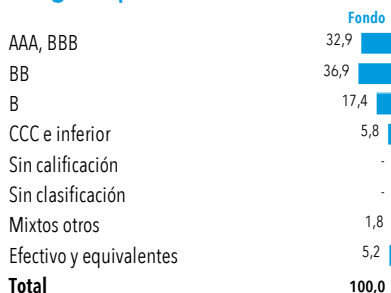 Fondo
AAA, BBB 32,9
BB 36,9
B 17,4
CCC e inferior 5,8
Sin calificación -
Sin clasificación -
Mixtos otros 1,8
Efectivo y equivalentes 5,2
Total 100,0